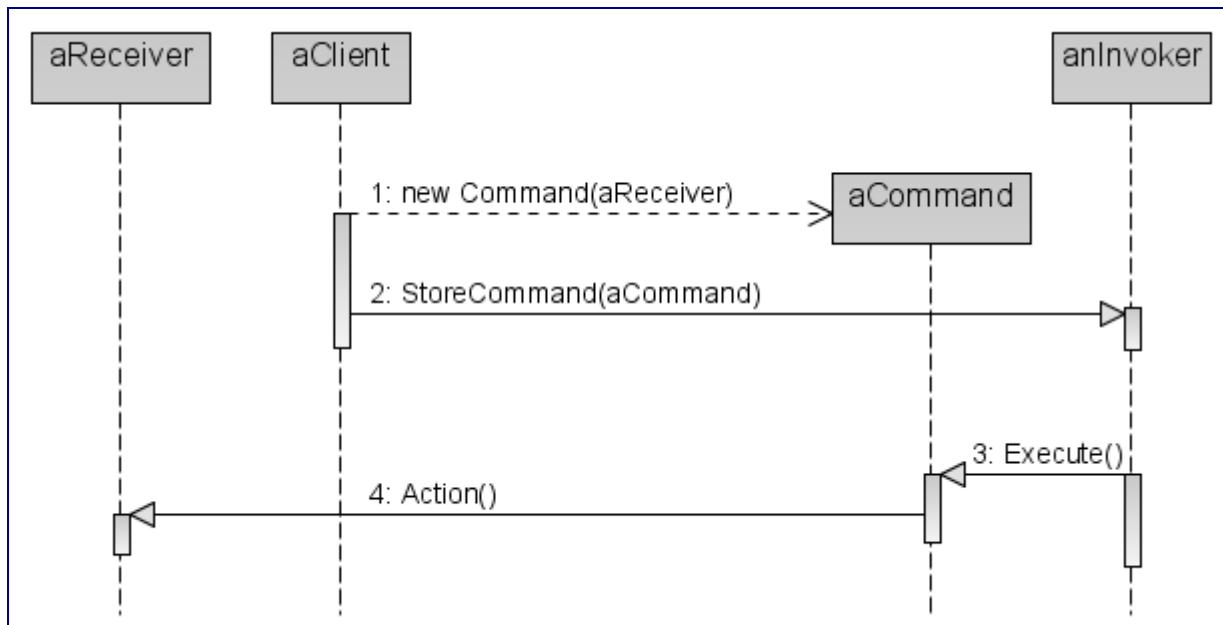 aReceiver
aClient
anInvoker
1: new Command(aReceiver)
aCommand
2: StoreCommand(aCommand)
3: Execute()
4: Action()